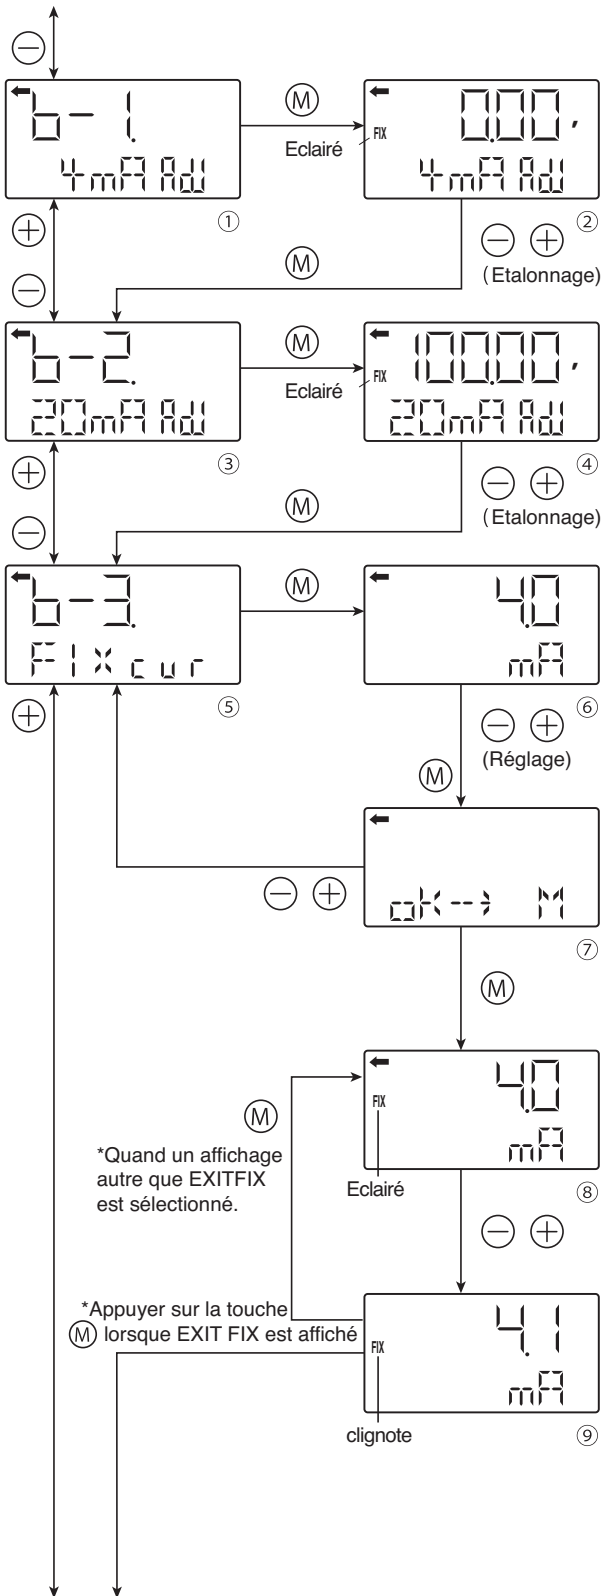 b-1.
4mA AdJ
①
M
Eclairé
FIX
0.00,
4mA AdJ
②
(Etalonnage)
M
b-2.
20mA AdJ
③
M
Eclairé
FIX
100.00,
20mA AdJ
④
(Etalonnage)
M
b-3.
FIX cur
⑤
M
4.0
mA
⑥
(Réglage)
M
oK--> M
⑦
M
4.0
FIX
mA
Eclairé
⑧
M
*Quand un affichage
autre que EXITFIX
est sélectionné.
*Appuyer sur la touche
M lorsque EXIT FIX est affiché
4.1
FIX
mA
clignote
⑨